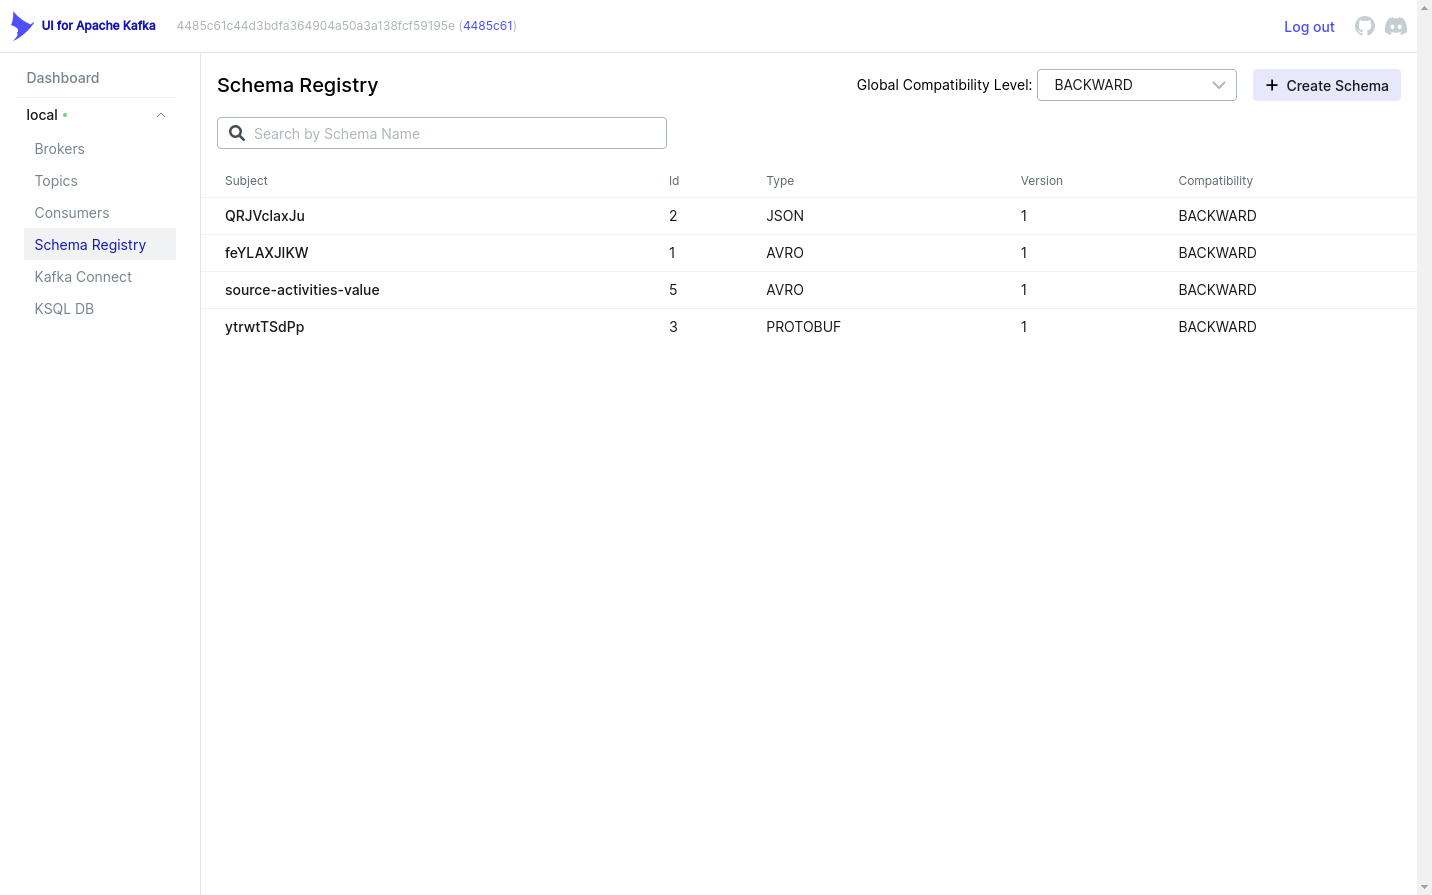 UI for Apache Kafka 4485c61c44d3bdfa364904a50a3a138fcf59195e (4485c61) Log out
Dashboard
local
Brokers
Topics
Consumers
Schema Registry
Kafka Connect
KSQL DB
Schema Registry Global Compatibility Level: BACKWARD Create Schema
Search by Schema Name
Subject Id Type Version Compatibility
QRJVclaxJu 2 JSON 1 BACKWARD
feYLAXJIKW 1 AVRO 1 BACKWARD
source-activities-value 5 AVRO 1 BACKWARD
ytrwtTSdPp 3 PROTOBUF 1 BACKWARD